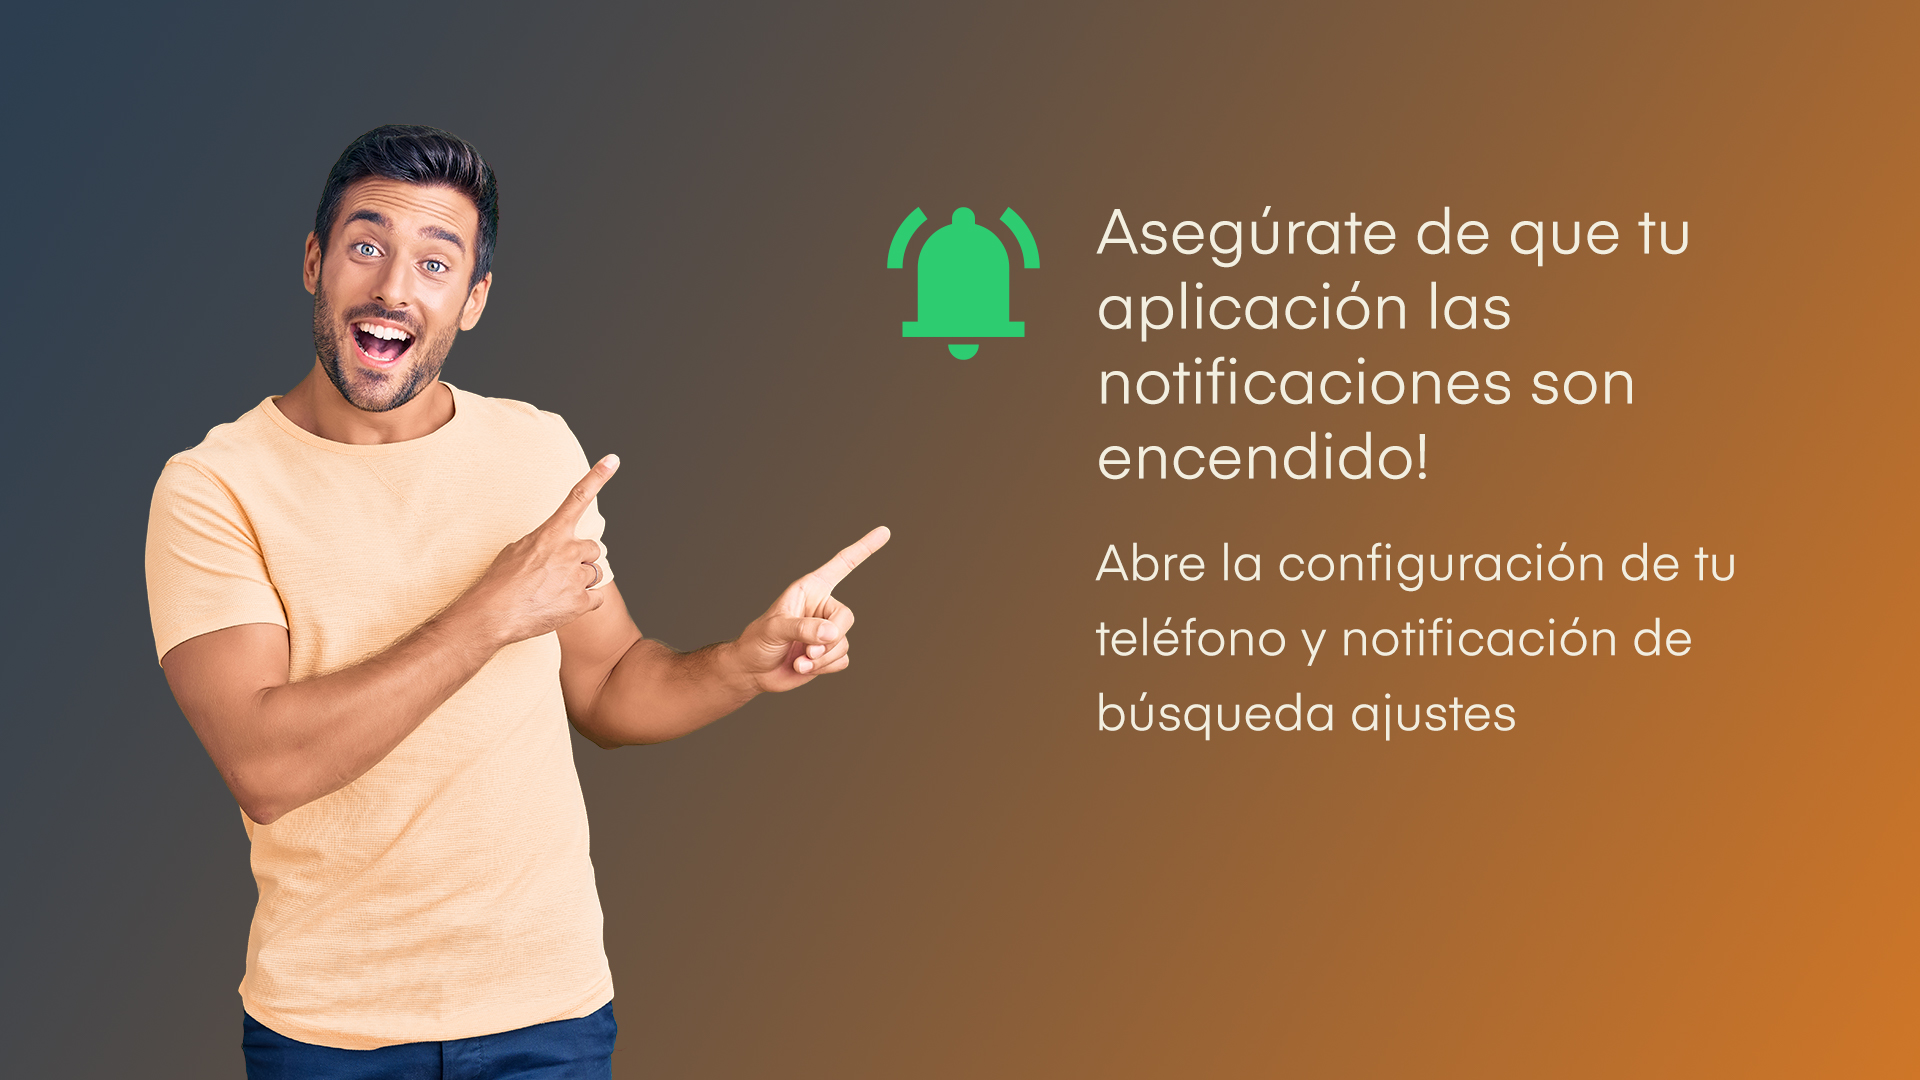 Asegúrate de que tu
aplicación las
notificaciones son
encendido!
Abre la configuración de tu
teléfono y notificación de
búsqueda ajustes